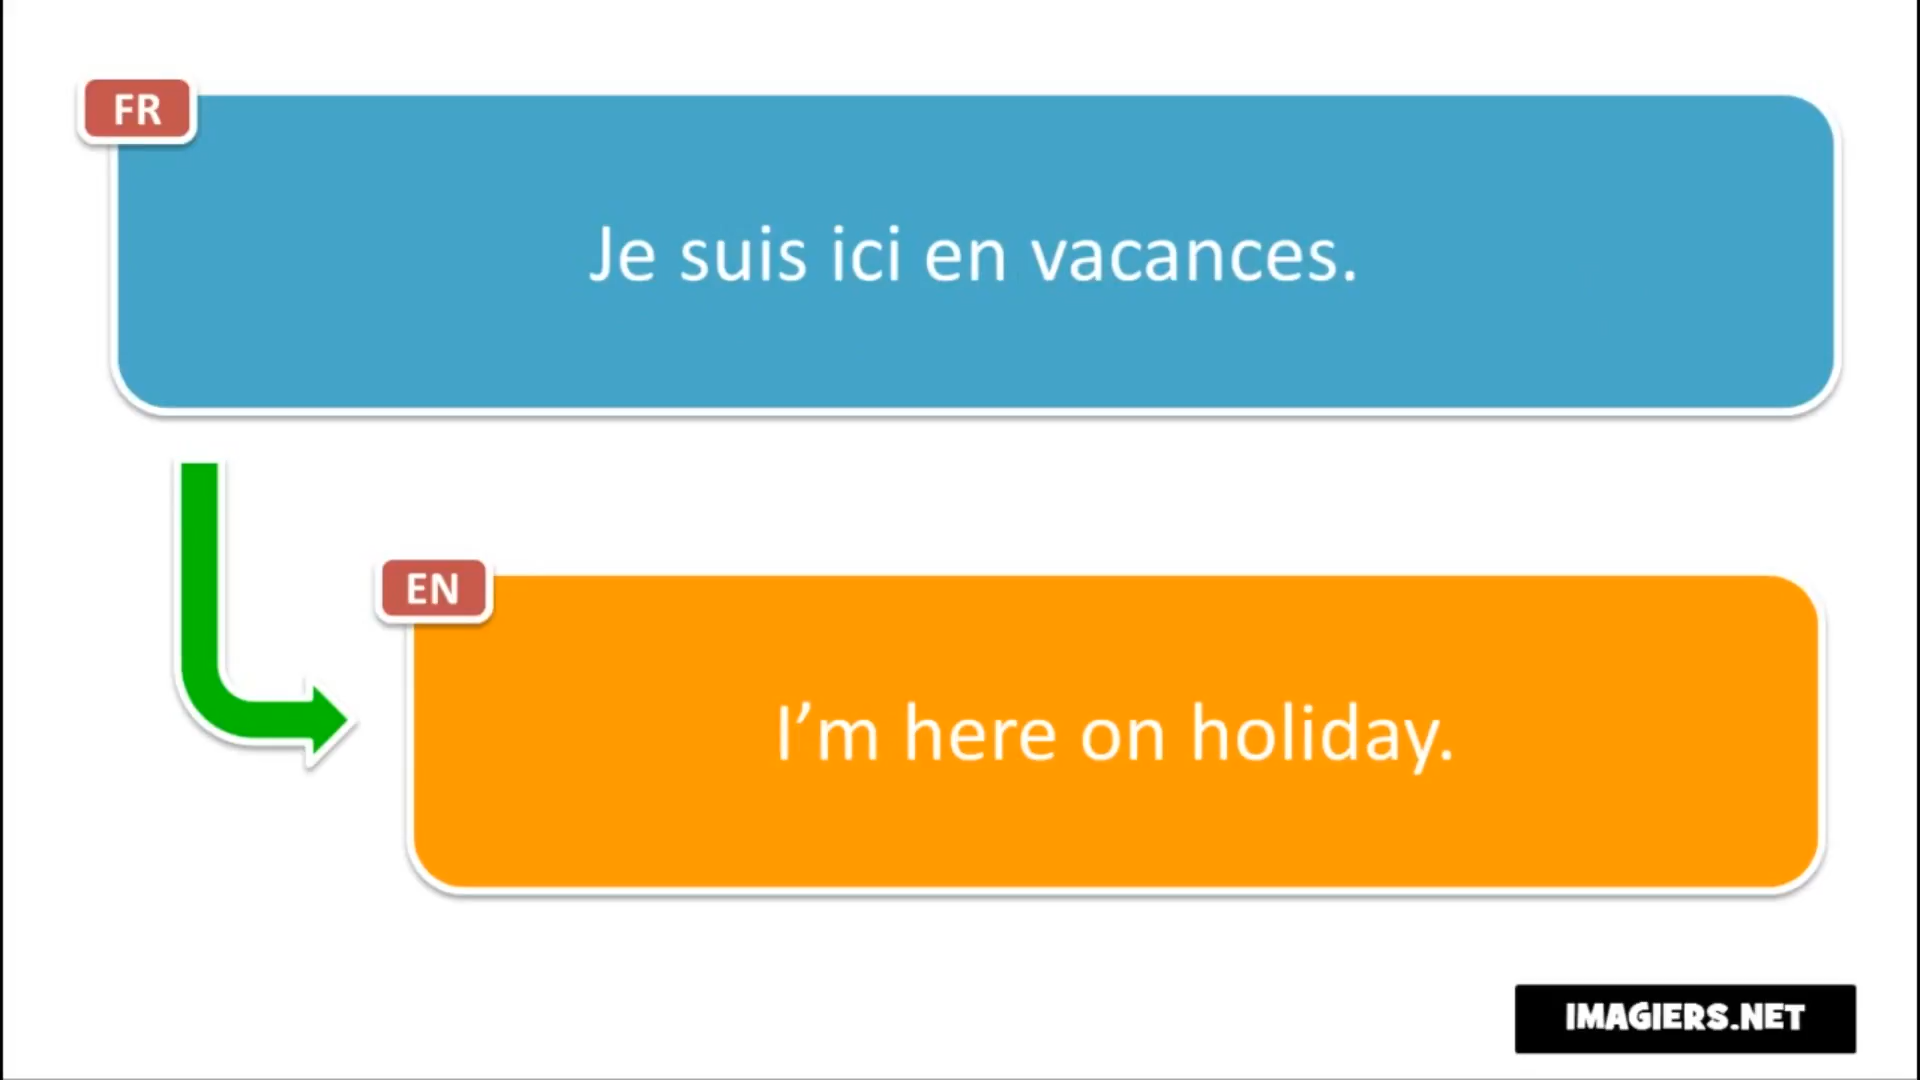 FR
Je suis ici en vacances.
EN
I’m here on holiday.
IMAGIERS.NET